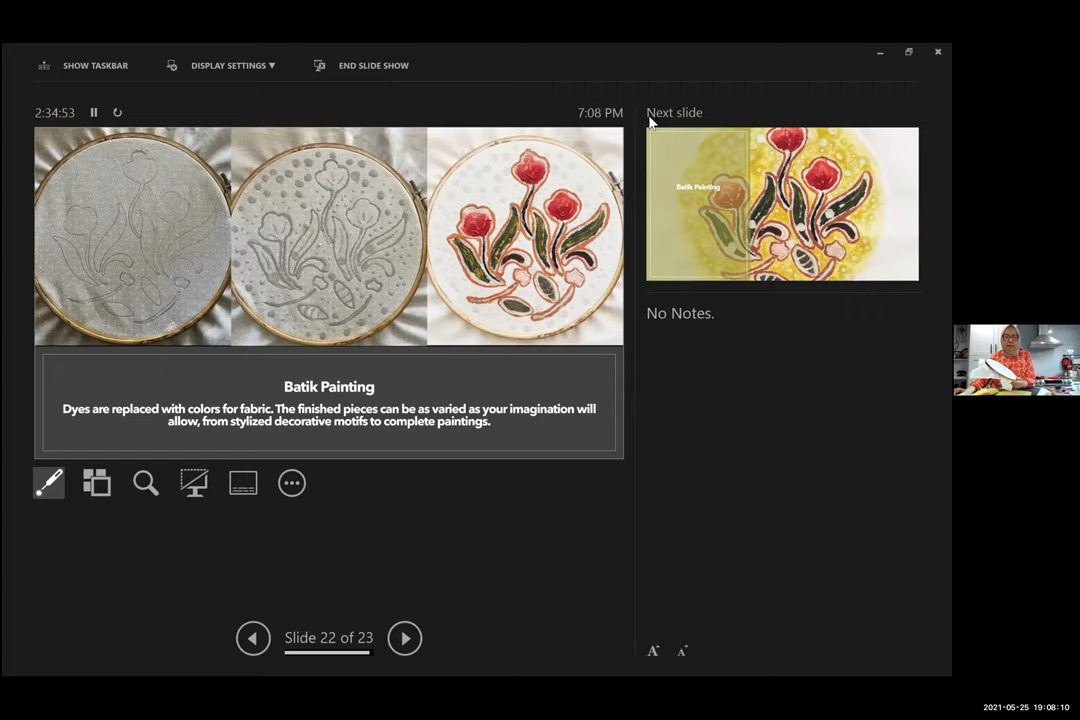 SHOW TASKBAR
DISPLAY SETTINGS ▼
END SLIDE SHOW
2:34:53
7:08 PM
Next slide
Batik Painting
No Notes.
Batik Painting
Dyes are replaced with colors for fabric. The finished pieces can be as varied as your imagination will
allow, from stylized decorative motifs to complete paintings.
Slide 22 of 23
A
A
2021-05-25 19:08:10